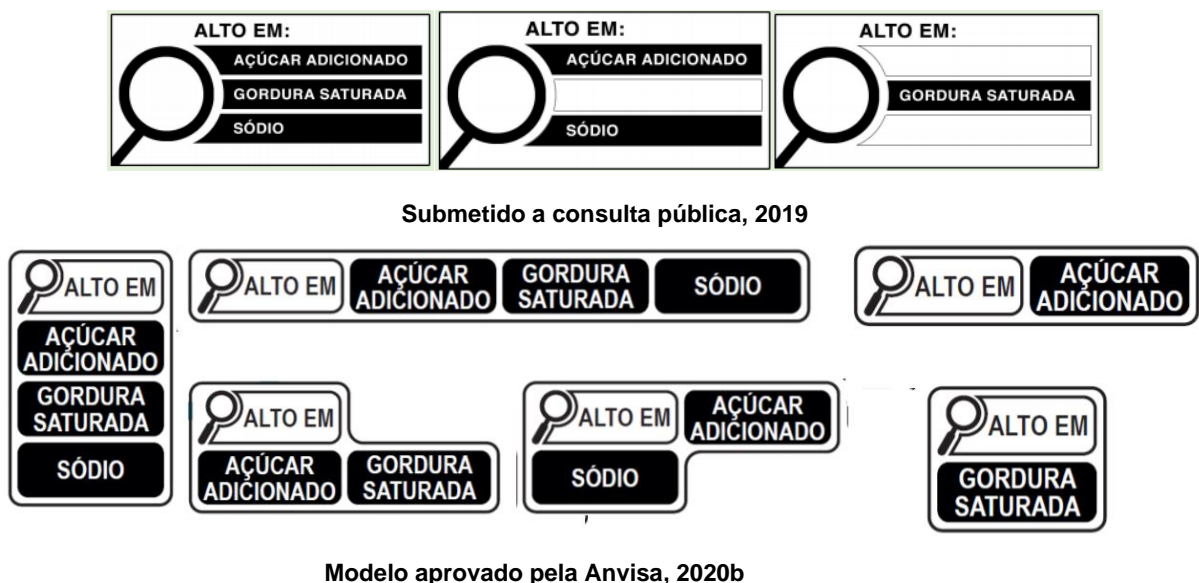 ALTO EM:
AÇÚCAR ADICIONADO
GORDURA SATURADA
SÓDIO
ALTO EM:
AÇÚCAR ADICIONADO
SÓDIO
ALTO EM:
GORDURA SATURADA
Submetido a consulta pública, 2019
ALTO EM
AÇÚCAR
ADICIONADO
GORDURA
SATURADA
SÓDIO
ALTO EM
AÇÚCAR
ADICIONADO
GORDURA
SATURADA
SÓDIO
ALTO EM
AÇÚCAR
ADICIONADO
ALTO EM
AÇÚCAR
ADICIONADO
GORDURA
SATURADA
ALTO EM
AÇÚCAR
ADICIONADO
SÓDIO
ALTO EM
GORDURA
SATURADA
Modelo aprovado pela Anvisa, 2020b